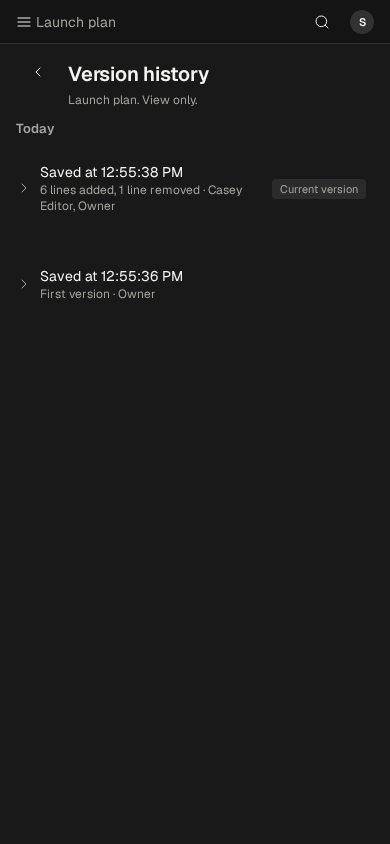 Launch plan
S
Version history
Launch plan. View only.
Today
Saved at 12:55:38 PM
6 lines added, 1 line removed · Casey
Editor, Owner
Current version
Saved at 12:55:36 PM
First version · Owner